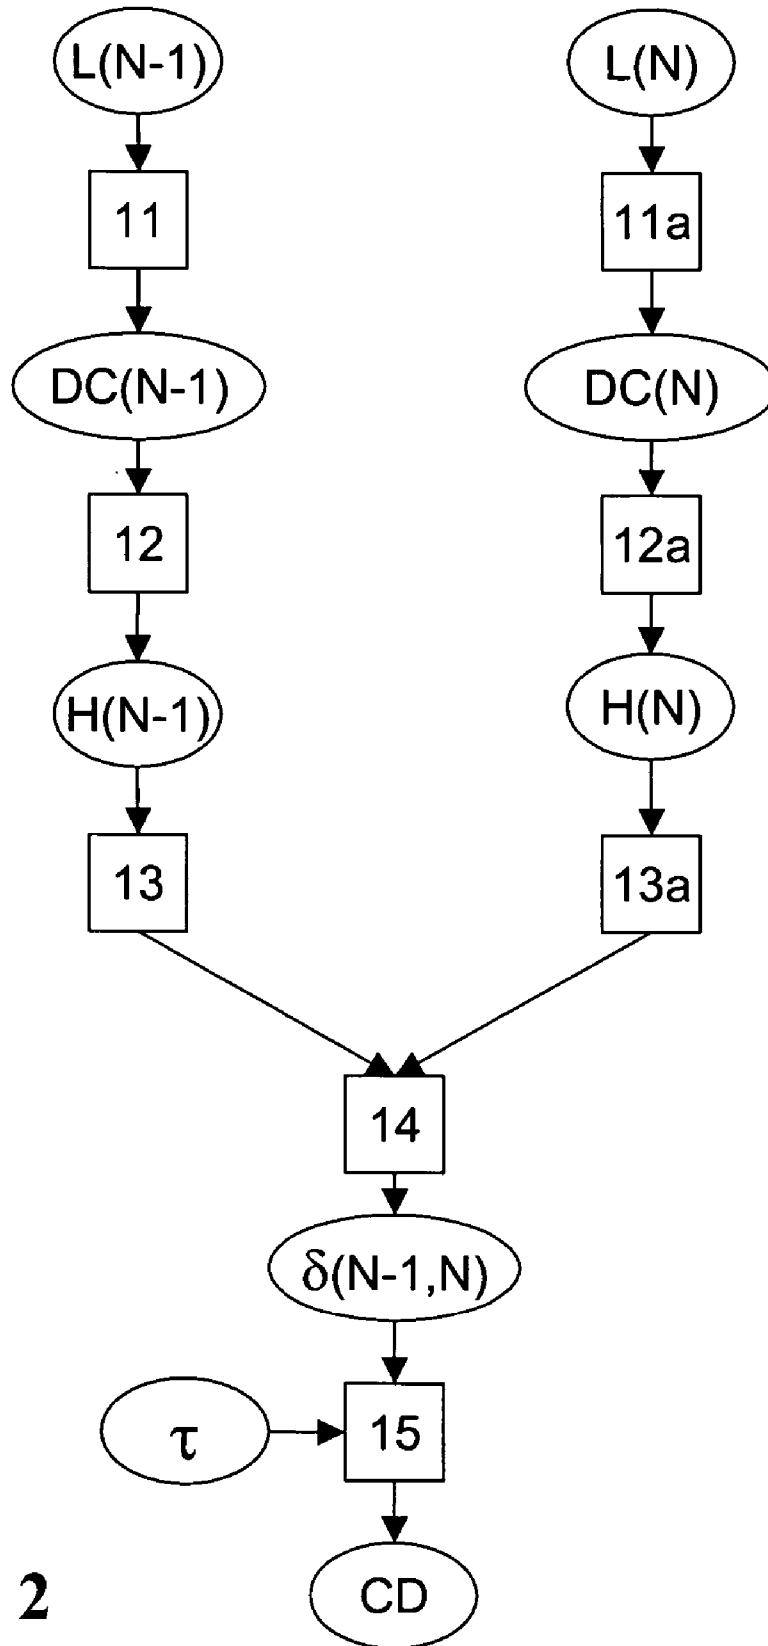 L(N-1)
L(N)
11
11a
DC(N-1)
DC(N)
12
12a
H(N-1)
H(N)
13
13a
14
δ(N-1,N)
τ
15
CD
2